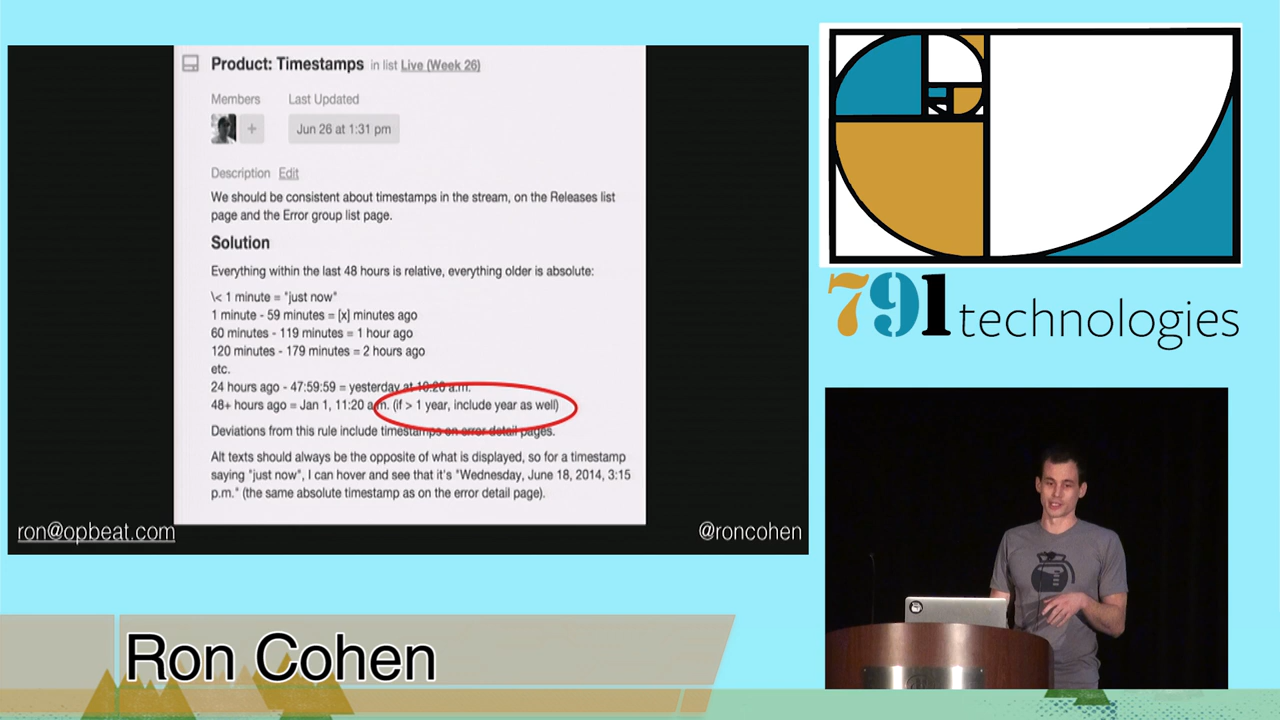 Product: Timestamps in list Live (Week 26)
Members Last Updated
+ Jun 26 at 1:31 pm
Description Edit
We should be consistent about timestamps in the stream, on the Releases list
page and the Error group list page.
Solution
Everything within the last 48 hours is relative, everything older is absolute:
\< 1 minute = "just now"
1 minute - 59 minutes = [x] minutes ago
60 minutes - 119 minutes = 1 hour ago
120 minutes - 179 minutes = 2 hours ago
etc.
24 hours ago - 47:59:59 = yesterday at 10:20 a.m.
48+ hours ago = Jan 1, 11:20 a.m. (if > 1 year, include year as well)
Deviations from this rule include timestamps on error detail pages.
Alt texts should always be the opposite of what is displayed, so for a timestamp
saying "just now", I can hover and see that it's "Wednesday, June 18, 2014, 3:15
p.m." (the same absolute timestamp as on the error detail page).
ron@opbeat.com
@roncohen
791 technologies
Ron Cohen